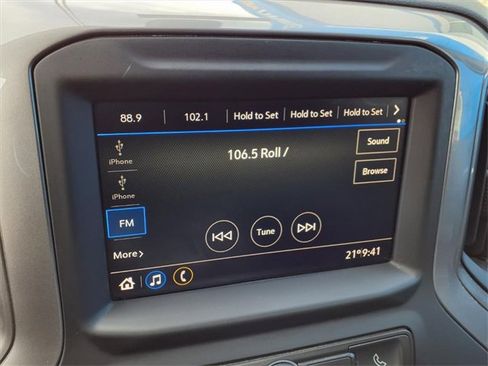 88.9 102.1 Hold to Set Hold to Set Hold to Set
iPhone
106.5 Roll /
Sound
iPhone
Browse
FM
Tune
More
21° 9:41